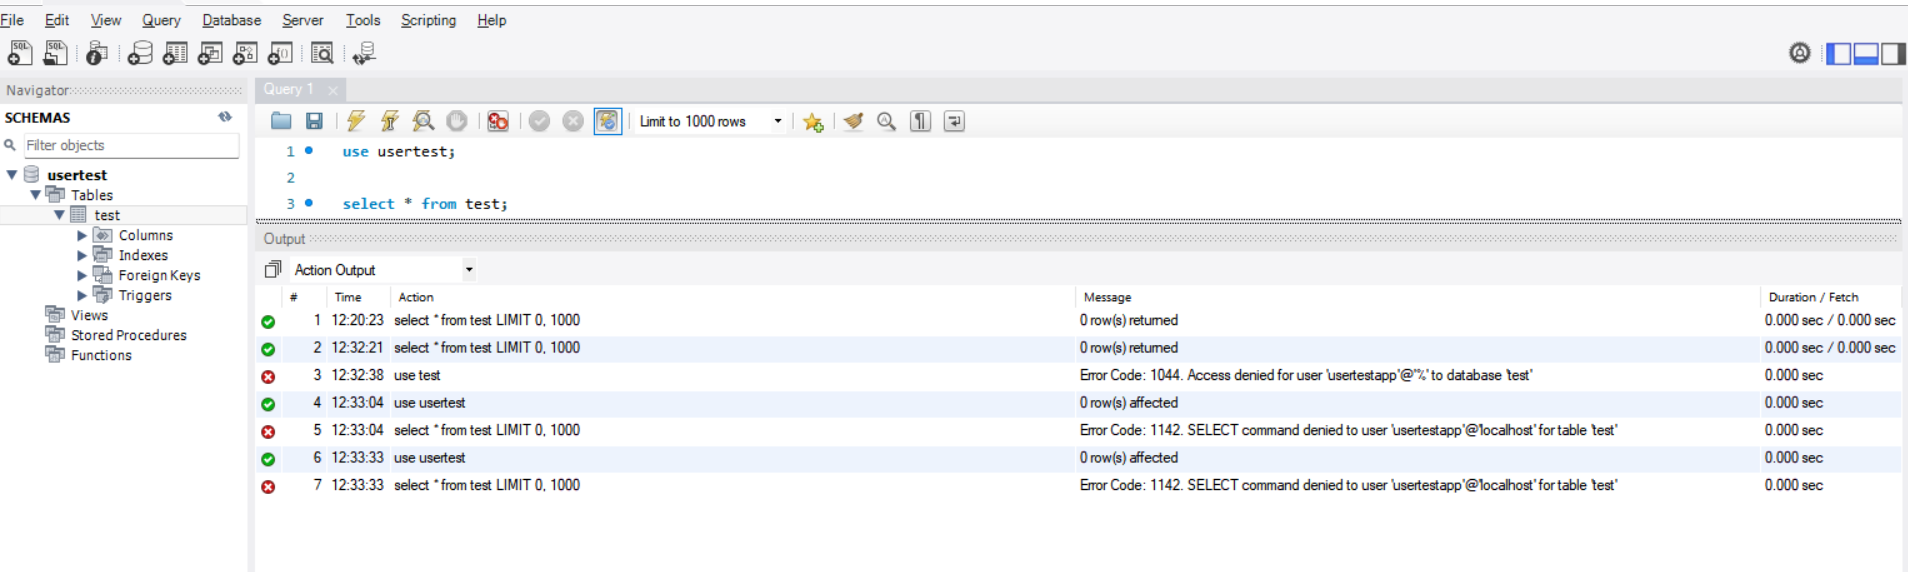 File Edit View Query Database Server Tools Scripting Help
Navigator
Query 1
SCHEMAS
Filter objects
Limit to 1000 rows
usertest
Tables
test
Columns
Indexes
Foreign Keys
Triggers
Views
Stored Procedures
Functions
1 use usertest;
2
3 select * from test;
Output
Action Output
# Time Action Message Duration / Fetch
1 12:20:23 select * from test LIMIT 0, 1000 0 row(s) returned 0.000 sec / 0.000 sec
2 12:32:21 select * from test LIMIT 0, 1000 0 row(s) returned 0.000 sec / 0.000 sec
3 12:32:38 use test Error Code: 1044. Access denied for user 'usertestapp'@'%' to database 'test' 0.000 sec
4 12:33:04 use usertest 0 row(s) affected 0.000 sec
5 12:33:04 select * from test LIMIT 0, 1000 Error Code: 1142. SELECT command denied to user 'usertestapp'@'localhost' for table 'test' 0.000 sec
6 12:33:33 use usertest 0 row(s) affected 0.000 sec
7 12:33:33 select * from test LIMIT 0, 1000 Error Code: 1142. SELECT command denied to user 'usertestapp'@'localhost' for table 'test' 0.000 sec